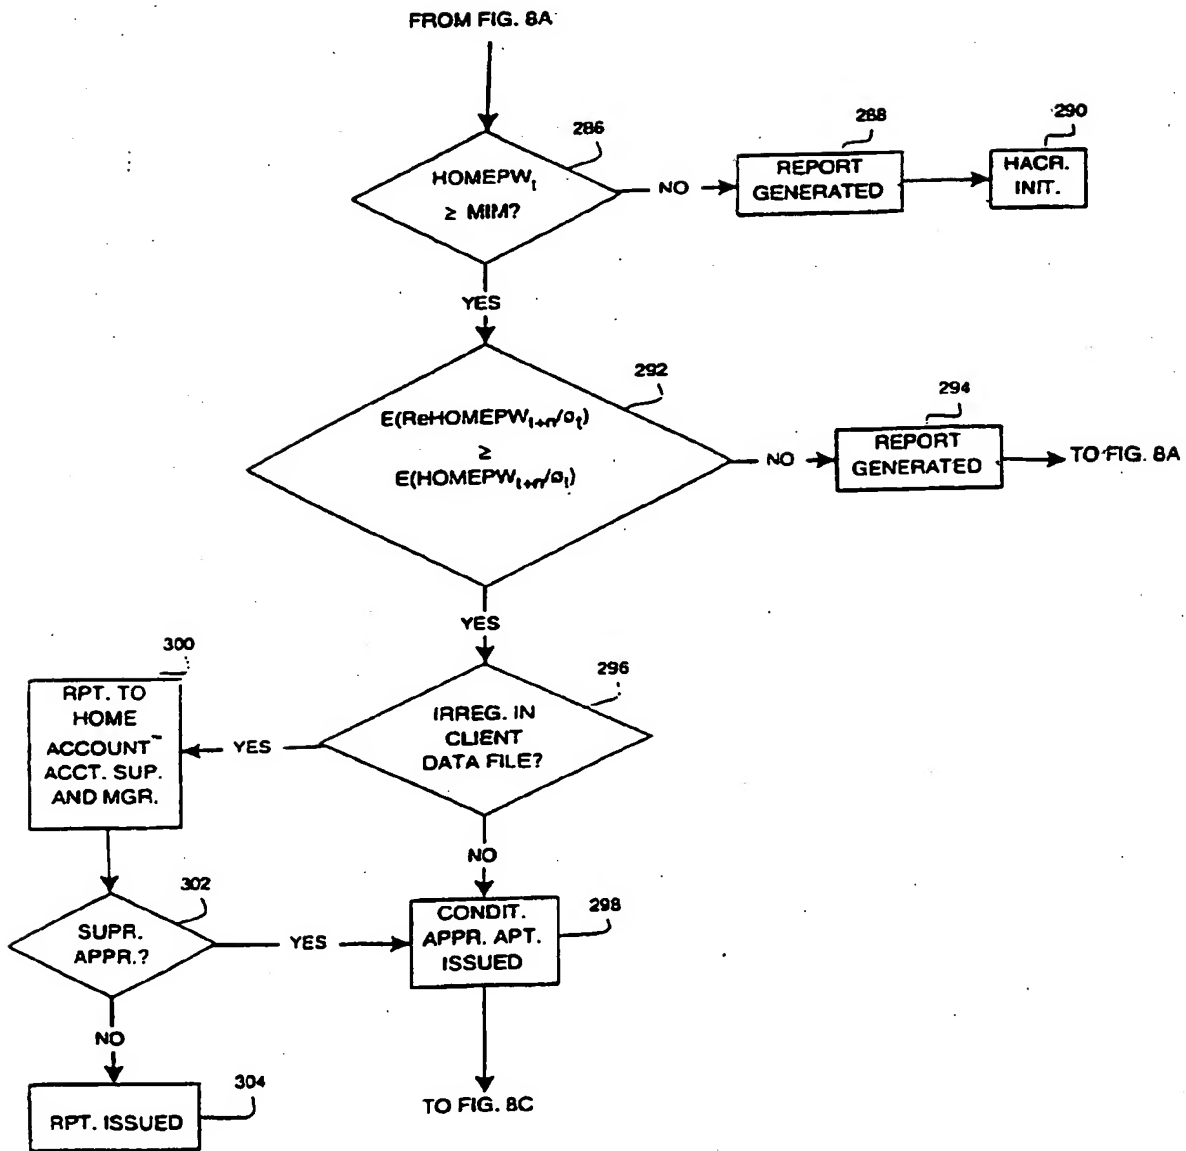 FROM FIG. 8A
286
HOMEPWt
≥ MIM?
NO
288
REPORT
GENERATED
290
HACR.
INIT.
YES
292
E(ReHOMEPWt+n/ot)
≥
E(HOMEPWt+n/ot)
NO
294
REPORT
GENERATED
TO FIG. 8A
YES
296
IRREG. IN
CLIENT
DATA FILE?
YES
300
RPT. TO
HOME
ACCOUNT
ACCT. SUP.
AND MGR.
NO
302
SUPR.
APPR.?
YES
298
CONDIT.
APPR. APT.
ISSUED
NO
304
RPT. ISSUED
TO FIG. 8C